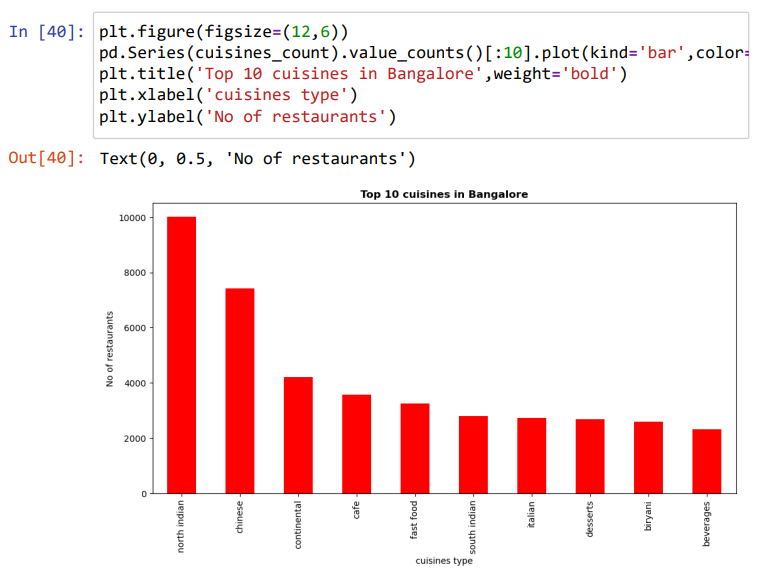 In [40]: plt.figure(figsize=(12,6))
pd.Series(cuisines_count).value_counts()[:10].plot(kind='bar',color=
plt.title('Top 10 cuisines in Bangalore',weight='bold')
plt.xlabel('cuisines type')
plt.ylabel('No of restaurants')
Out[40]: Text(0, 0.5, 'No of restaurants')
Top 10 cuisines in Bangalore
No of restaurants
10000
8000
6000
4000
2000
0
north indian
chinese
continental
cafe
fast food
south indian
italian
desserts
biryani
beverages
cuisines type